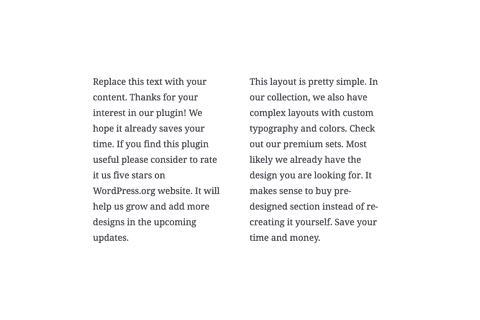 Replace this text with your
content. Thanks for your
interest in our plugin! We
hope it already saves your
time. If you find this plugin
useful please consider to rate
it us five stars on
WordPress.org website. It will
help us grow and add more
designs in the upcoming
updates.
This layout is pretty simple. In
our collection, we also have
complex layouts with custom
typography and colors. Check
out our premium sets. Most
likely we already have the
design you are looking for. It
makes sense to buy pre-
designed section instead of re-
creating it yourself. Save your
time and money.